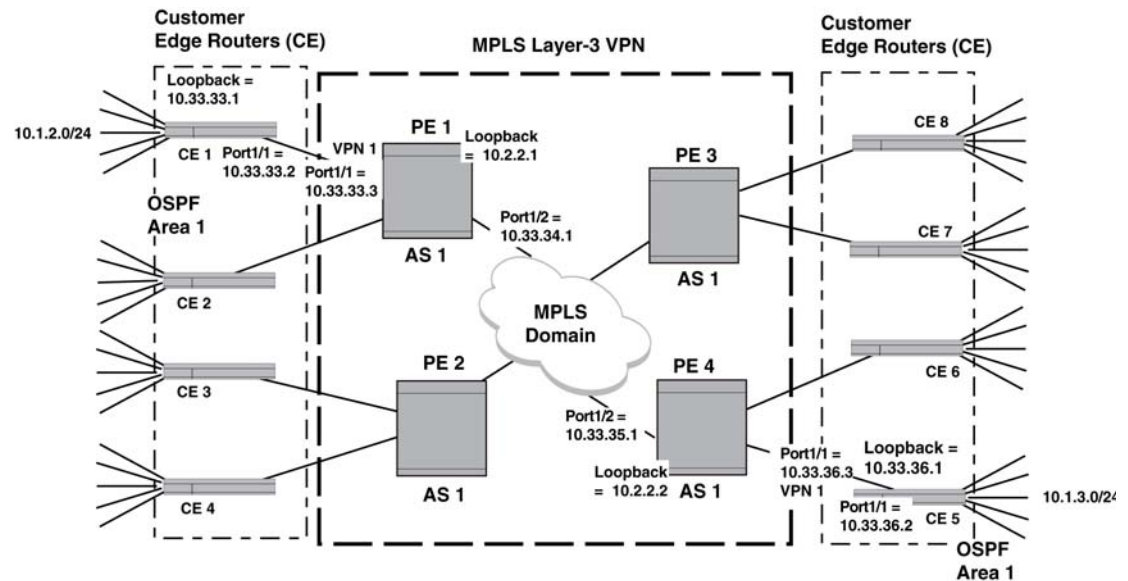 Customer
Edge Routers (CE)
MPLS Layer-3 VPN
Customer
Edge Routers (CE)
Loopback =
10.33.33.1
10.1.2.0/24
CE 1
Port1/1 =
10.33.33.2
VPN 1
Port1/1 =
10.33.33.3
PE 1
Loopback
= 10.2.2.1
AS 1
Port1/2 =
10.33.34.1
PE 3
AS 1
CE 8
CE 7
OSPF
Area 1
CE 2
MPLS
Domain
CE 3
CE 4
PE 2
AS 1
PE 4
Port1/2 =
10.33.35.1
Loopback
= 10.2.2.2
AS 1
CE 6
Port1/1 =
10.33.36.3
VPN 1
Loopback =
10.33.36.1
Port1/1 =
10.33.36.2
CE 5
10.1.3.0/24
OSPF
Area 1